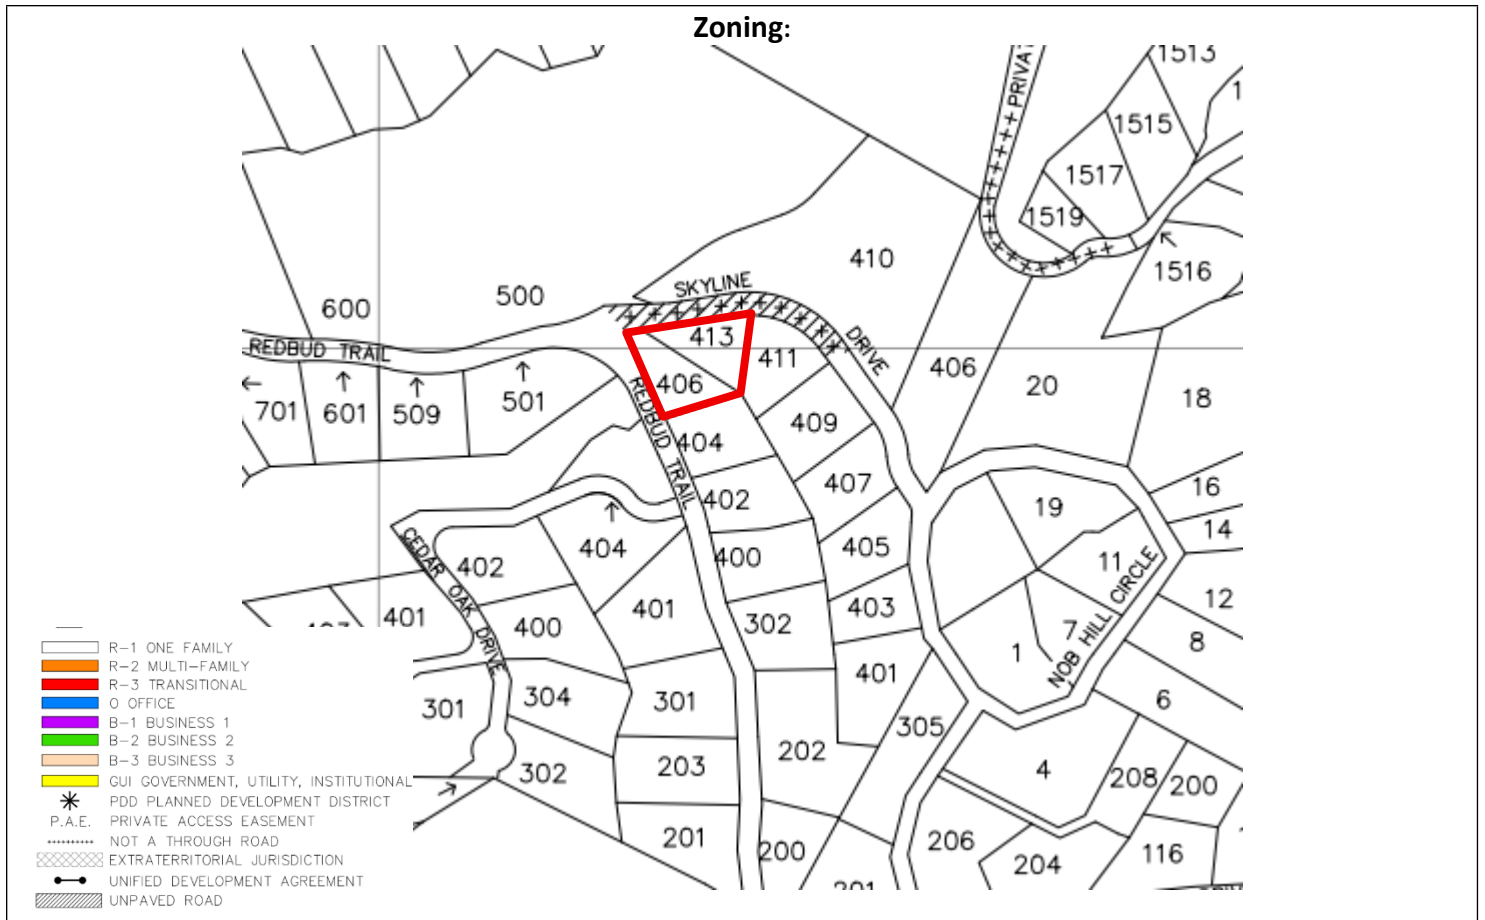 Zoning:
1513
PRIVA
1
1515
1517
1519
1516
410
SKYLINE
DRIVE
600
500
REDBUD TRAIL
413
411
406
406
20
18
701
601
509
501
REDBUD TRAIL
404
409
402
407
19
16
14
404
400
405
11
CEDAR OAK DRIVE
402
401
400
401
302
403
12
7
NOB HILL CIRCLE
1
8
401
6
301
304
301
305
202
302
203
4
208
200
201
200
206
204
116
201
R-1 ONE FAMILY
R-2 MULTI-FAMILY
R-3 TRANSITIONAL
O OFFICE
B-1 BUSINESS 1
B-2 BUSINESS 2
B-3 BUSINESS 3
GUI GOVERNMENT, UTILITY, INSTITUTIONAL
PDD PLANNED DEVELOPMENT DISTRICT
P.A.E. PRIVATE ACCESS EASEMENT
NOT A THROUGH ROAD
EXTRATERRITORIAL JURISDICTION
UNIFIED DEVELOPMENT AGREEMENT
UNPAVED ROAD